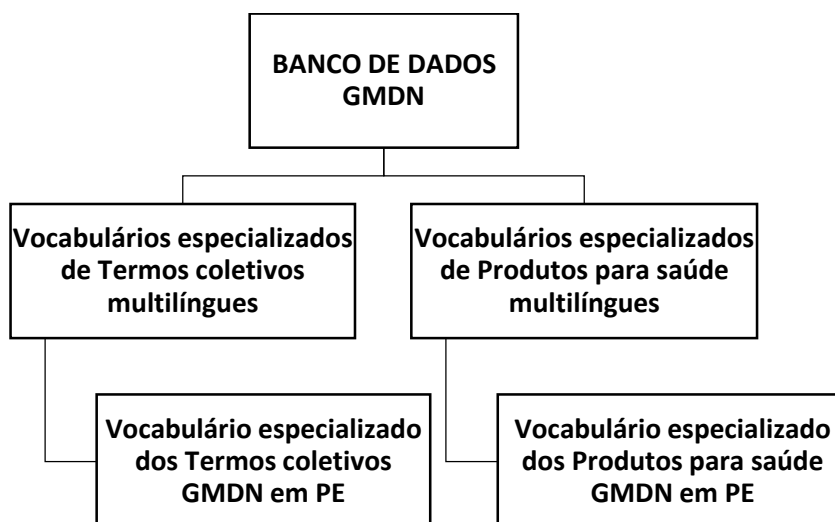 BANCO DE DADOS
GMDN
Vocabulários especializados
de Termos coletivos
multilíngues
Vocabulários especializados
de Produtos para saúde
multilíngues
Vocabulário especializado
dos Termos coletivos
GMDN em PE
Vocabulário especializado
dos Produtos para saúde
GMDN em PE